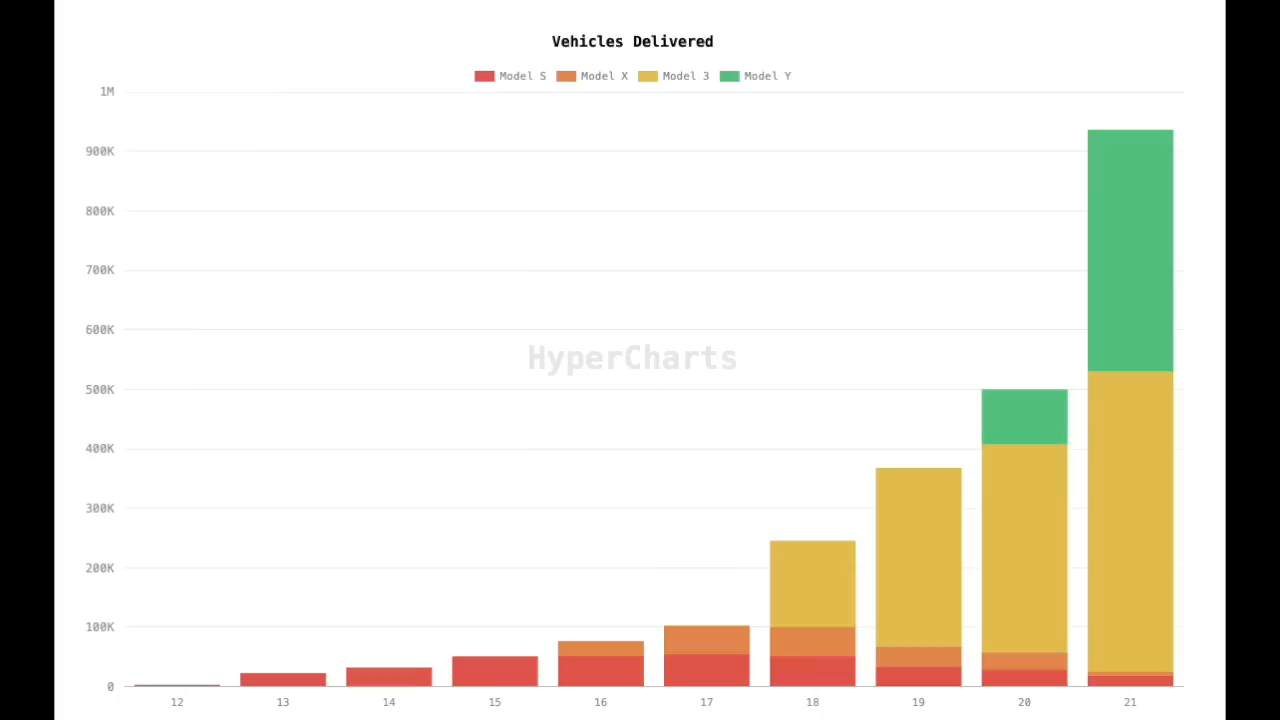 Vehicles Delivered
Model S Model X Model 3 Model Y
1M
900K
800K
700K
600K
HyperCharts
500K
400K
300K
200K
100K
0
12 13 14 15 16 17 18 19 20 21